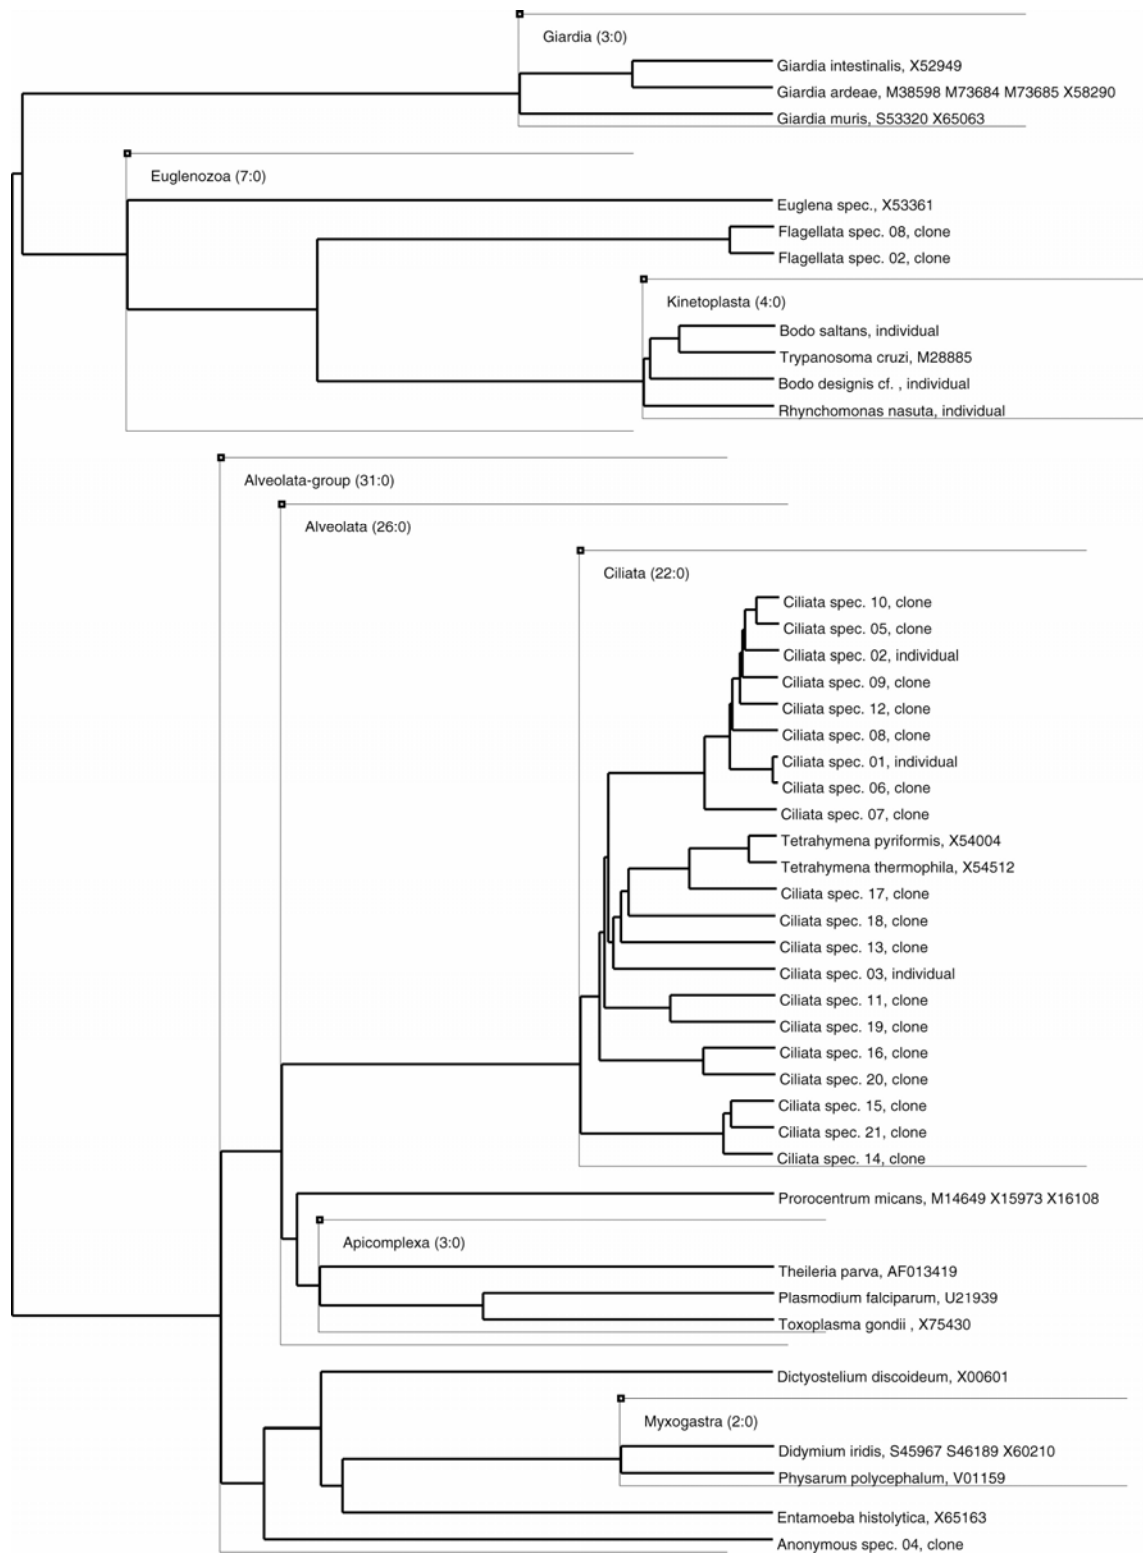 Giardia (3:0)
Giardia intestinalis, X52949
Giardia ardeae, M38598 M73684 M73685 X58290
Giardia muris, S53320 X65063
Euglenozoa (7:0)
Euglena spec., X53361
Flagellata spec. 08, clone
Flagellata spec. 02, clone
Kinetoplasta (4:0)
Bodo saltans, individual
Trypanosoma cruzi, M28885
Bodo designis cf. , individual
Rhynchomonas nasuta, individual
Alveolata-group (31:0)
Alveolata (26:0)
Ciliata (22:0)
Ciliata spec. 10, clone
Ciliata spec. 05, clone
Ciliata spec. 02, individual
Ciliata spec. 09, clone
Ciliata spec. 12, clone
Ciliata spec. 08, clone
Ciliata spec. 01, individual
Ciliata spec. 06, clone
Ciliata spec. 07, clone
Tetrahymena pyriformis, X54004
Tetrahymena thermophila, X54512
Ciliata spec. 17, clone
Ciliata spec. 18, clone
Ciliata spec. 13, clone
Ciliata spec. 03, individual
Ciliata spec. 11, clone
Ciliata spec. 19, clone
Ciliata spec. 16, clone
Ciliata spec. 20, clone
Ciliata spec. 15, clone
Ciliata spec. 21, clone
Ciliata spec. 14, clone
Prorocentrum micans, M14649 X15973 X16108
Apicomplexa (3:0)
Theileria parva, AF013419
Plasmodium falciparum, U21939
Toxoplasma gondii , X75430
Dictyostelium discoideum, X00601
Myxogastra (2:0)
Didymium iridis, S45967 S46189 X60210
Physarum polycephalum, V01159
Entamoeba histolytica, X65163
Anonymous spec. 04, clone